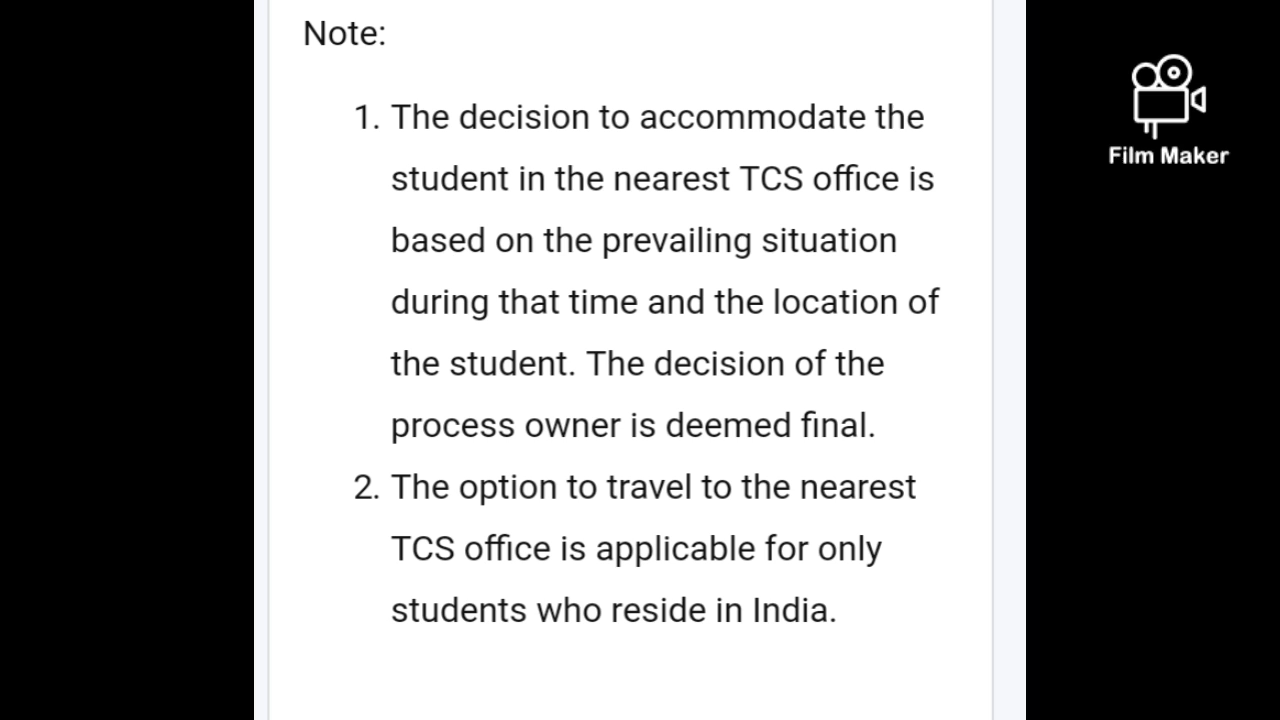 Note:
1. The decision to accommodate the
student in the nearest TCS office is
based on the prevailing situation
during that time and the location of
the student. The decision of the
process owner is deemed final.
2. The option to travel to the nearest
TCS office is applicable for only
students who reside in India.
Film Maker